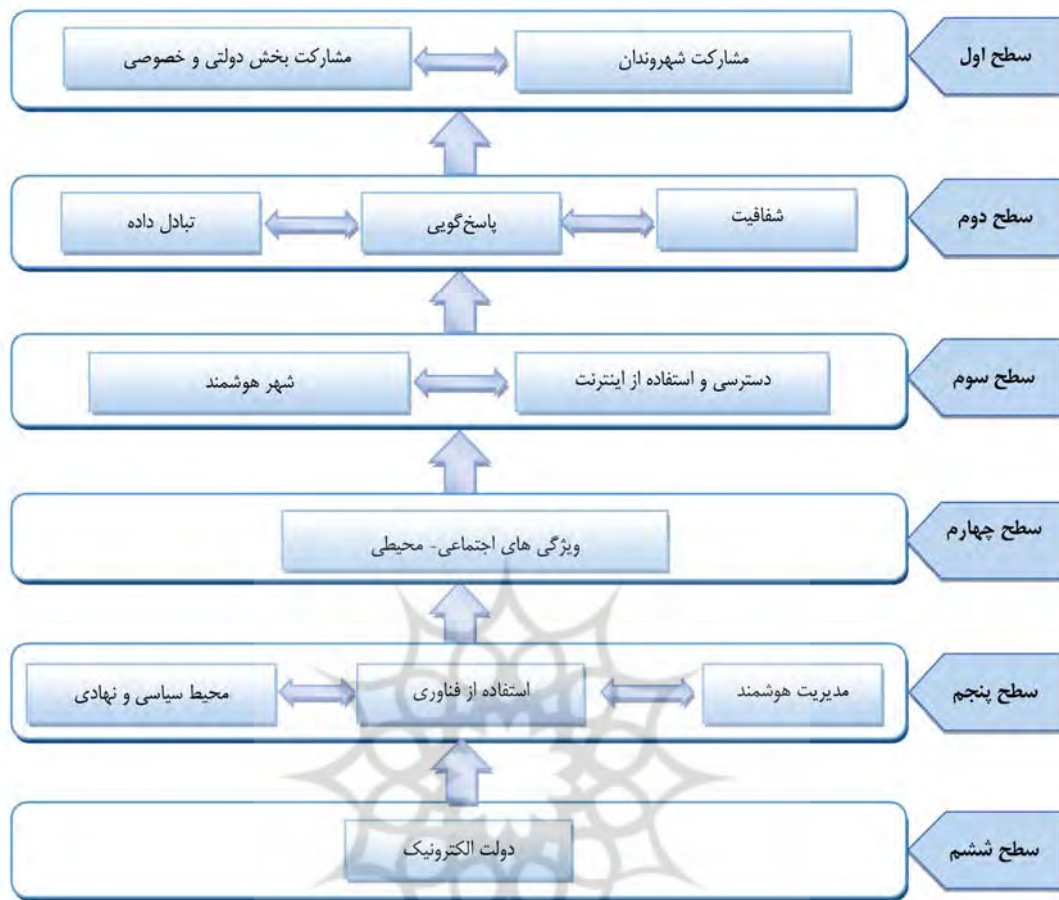 سطح اول
مشارکت شهروندان
مشارکت بخش دولتی و خصوصی
سطح دوم
شفافیت
پاسخ‌گویی
تبادل داده
سطح سوم
دسترسی و استفاده از اینترنت
شهر هوشمند
سطح چهارم
ویژگی های اجتماعی- محیطی
سطح پنجم
مدیریت هوشمند
استفاده از فناوری
محیط سیاسی و نهادی
سطح ششم
دولت الکترونیک